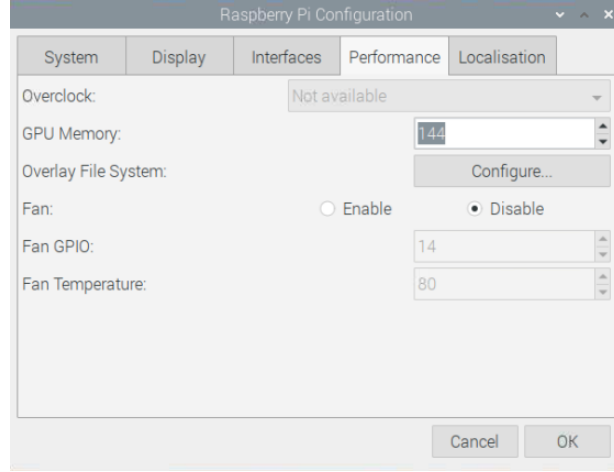 Raspberry Pi Configuration
System Display Interfaces Performance Localisation
Overclock: Not available
GPU Memory: 144
Overlay File System: Configure...
Fan: Enable Disable
Fan GPIO: 14
Fan Temperature: 80
Cancel OK